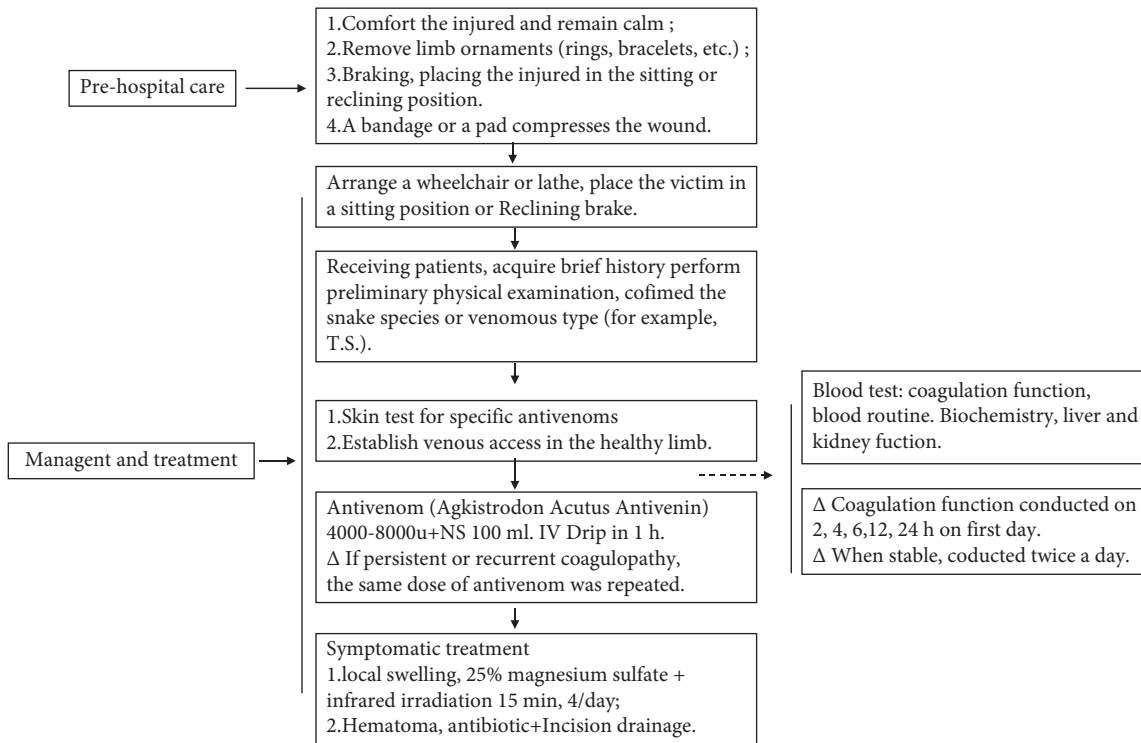 Pre-hospital care
1.Comfort the injured and remain calm ;
2.Remove limb ornaments (rings, bracelets, etc.) ;
3.Braking, placing the injured in the sitting or
reclining position.
4.A bandage or a pad compresses the wound.
Managent and treatment
Arrange a wheelchair or lathe, place the victim in
a sitting position or Reclining brake.
Receiving patients, acquire brief history perform
preliminary physical examination, cofimed the
snake species or venomous type (for example,
T.S.).
1.Skin test for specific antivenoms
2.Establish venous access in the healthy limb.
Antivenom (Agkistrodon Acutus Antivenin)
4000-8000u+NS 100 ml. IV Drip in 1 h.
Δ If persistent or recurrent coagulopathy,
the same dose of antivenom was repeated.
Symptomatic treatment
1.local swelling, 25% magnesium sulfate +
infrared irradiation 15 min, 4/day;
2.Hematoma, antibiotic+Incision drainage.
Blood test: coagulation function,
blood routine. Biochemistry, liver and
kidney fuction.
Δ Coagulation function conducted on
2, 4, 6,12, 24 h on first day.
Δ When stable, coducted twice a day.